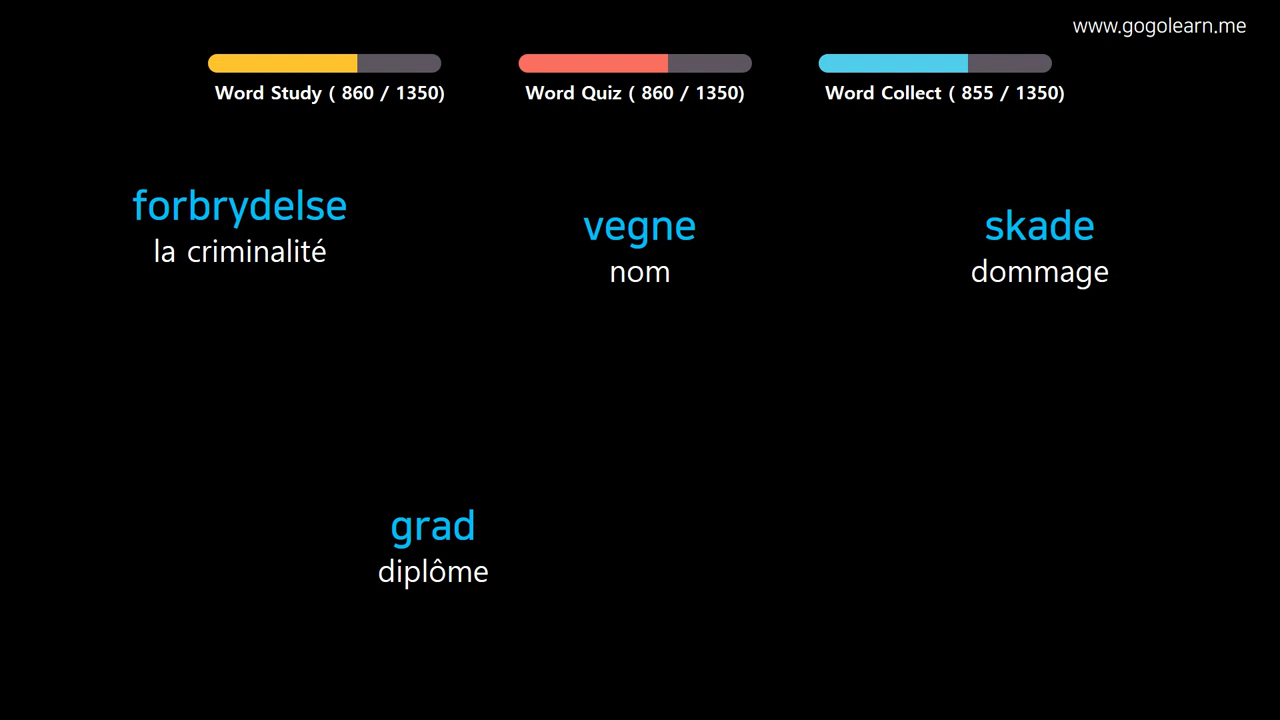 www.gogolearn.me
Word Study ( 860 / 1350)
Word Quiz ( 860 / 1350)
Word Collect ( 855 / 1350)
forbrydelse
la criminalité
vegne
nom
skade
dommage
grad
diplôme